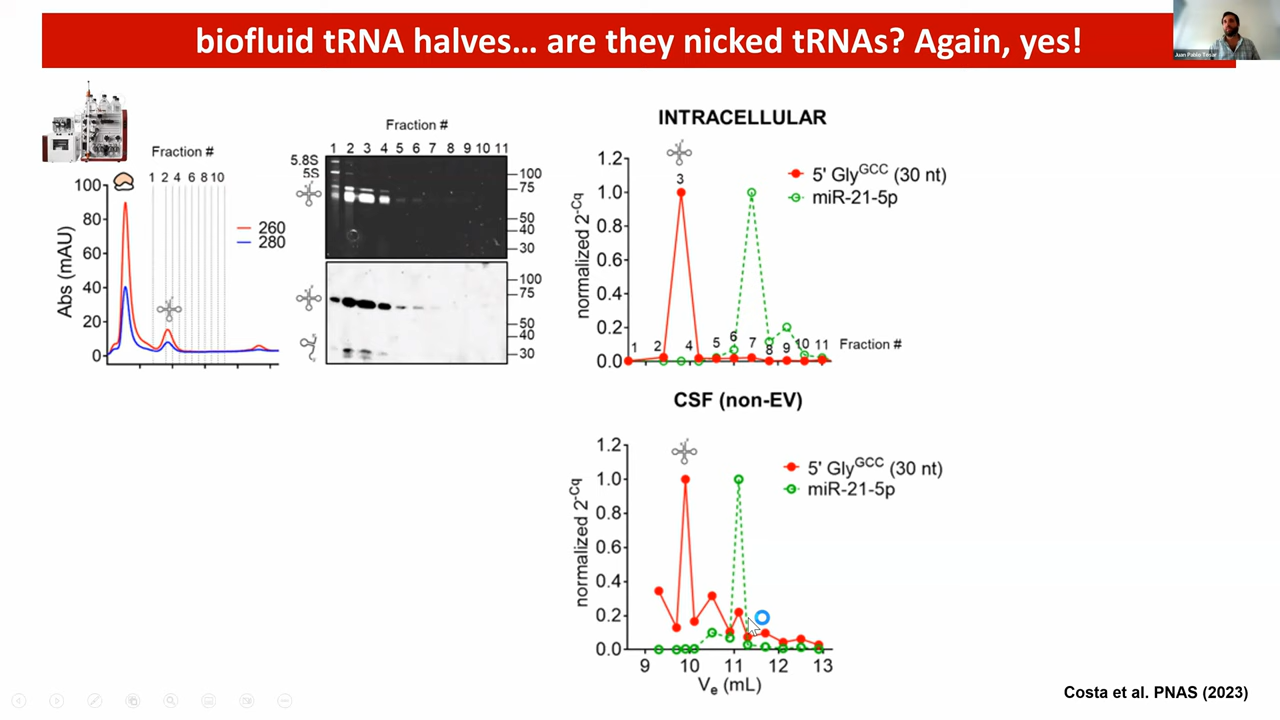 biofluid tRNA halves... are they nicked tRNAs? Again, yes!
Juan Pablo Tosar
Fraction #
1 2 4 6 8 10
100
80
60
40
20
0
Abs (mAU)
260
280
Fraction #
1 2 3 4 5 6 7 8 9 10 11
5.8S
5S
100
75
50
40
30
100
75
50
40
30
INTRACELLULAR
1.2
1.0
0.8
0.6
0.4
0.2
0.0
normalized 2^-Cq
3
5' Gly^GCC (30 nt)
miR-21-5p
1 2 4 5 6 7 8 9 10 11
Fraction #
CSF (non-EV)
1.2
1.0
0.8
0.6
0.4
0.2
0.0
normalized 2^-Cq
5' Gly^GCC (30 nt)
miR-21-5p
9 10 11 12 13
Ve (mL)
Costa et al. PNAS (2023)